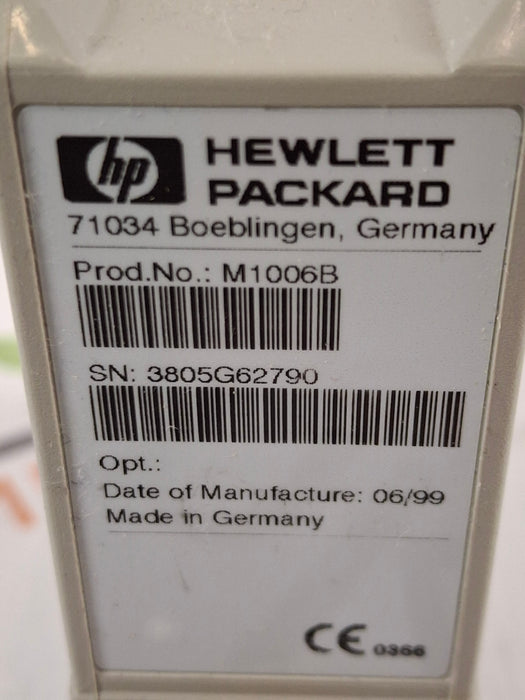 hp HEWLETT
PACKARD
71034 Boeblingen, Germany
Prod.No.: M1006B
SN: 3805G62790
Opt.:
Date of Manufacture: 06/99
Made in Germany
CE 0366